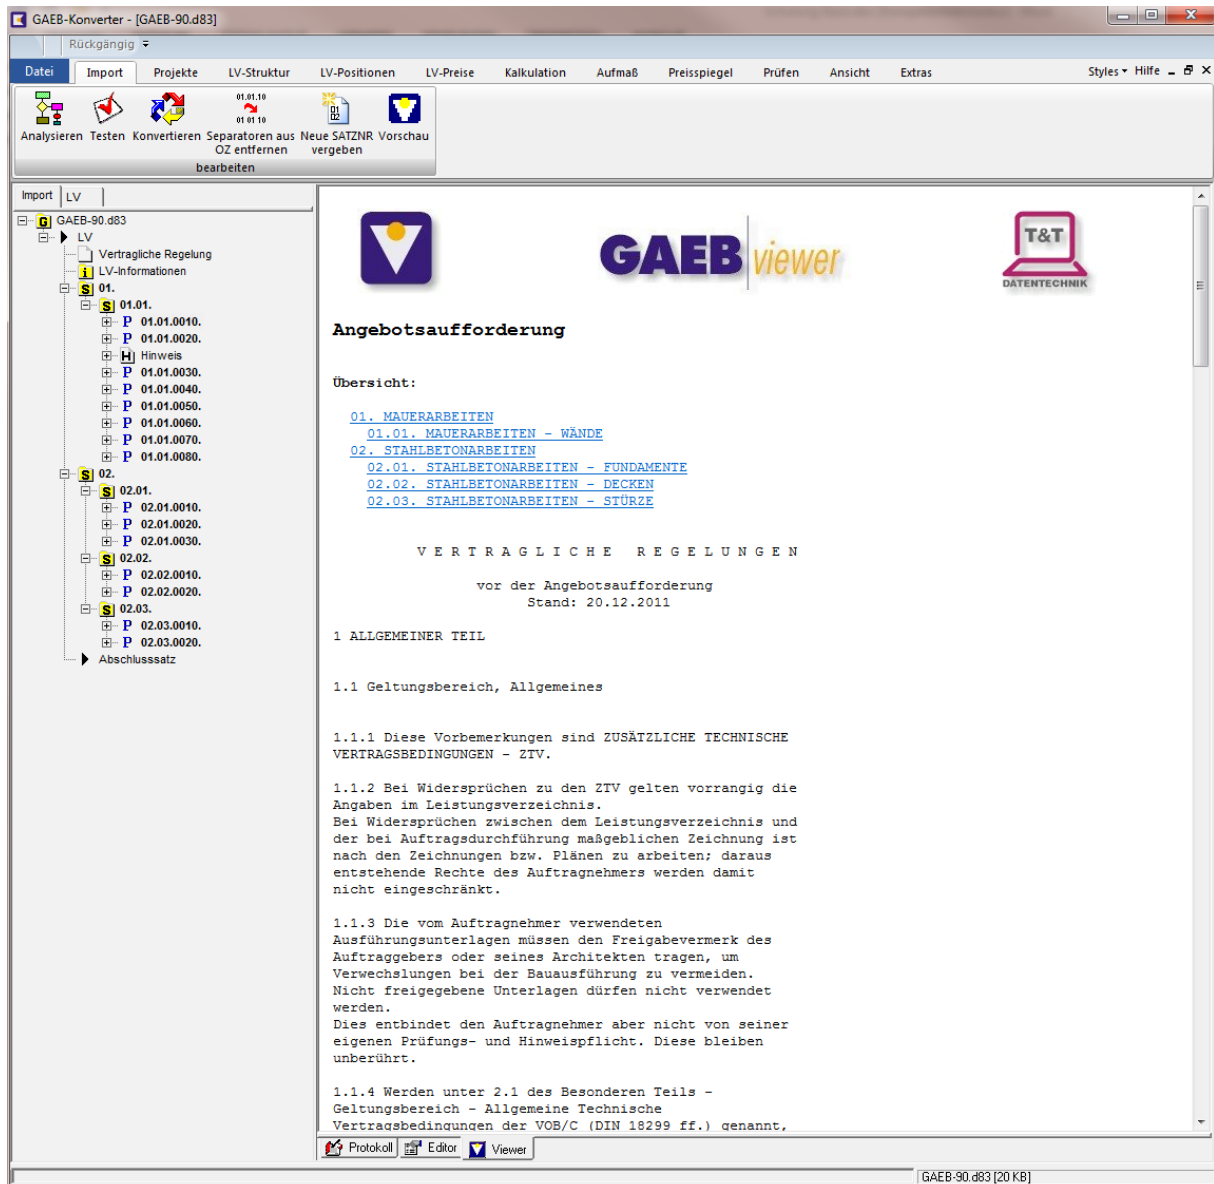 GAEB-Konverter - [GAEB-90.d83]
Rückgängig
Datei Import Projekte LV-Struktur LV-Positionen LV-Preise Kalkulation Aufmaß Preisspiegel Prüfen Ansicht Extras Styles Hilfe
01.01.10
01 01 10
01
02
Analysieren Testen Konvertieren Separatoren aus OZ entfernen Neue SATZNR vergeben Vorschau
bearbeiten
Import LV
G GAEB-90.d83
LV
Vertragliche Regelung
i LV-Informationen
S 01.
S 01.01.
P 01.01.0010.
P 01.01.0020.
H Hinweis
P 01.01.0030.
P 01.01.0040.
P 01.01.0050.
P 01.01.0060.
P 01.01.0070.
P 01.01.0080.
S 02.
S 02.01.
P 02.01.0010.
P 02.01.0020.
P 02.01.0030.
S 02.02.
P 02.02.0010.
P 02.02.0020.
S 02.03.
P 02.03.0010.
P 02.03.0020.
Abschlusssatz
GAEB viewer
T&T
DATENTECHNIK
Angebotsaufforderung
Übersicht:
01. MAUERARBEITEN
01.01. MAUERARBEITEN - WÄNDE
02. STAHLBETONARBEITEN
02.01. STAHLBETONARBEITEN - FUNDAMENTE
02.02. STAHLBETONARBEITEN - DECKEN
02.03. STAHLBETONARBEITEN - STÜRZE
V E R T R A G L I C H E   R E G E L U N G E N
vor der Angebotsaufforderung
Stand: 20.12.2011
1 ALLGEMEINER TEIL
1.1 Geltungsbereich, Allgemeines
1.1.1 Diese Vorbemerkungen sind ZUSÄTZLICHE TECHNISCHE
VERTRAGSBEDINGUNGEN - ZTV.
1.1.2 Bei Widersprüchen zu den ZTV gelten vorrangig die
Angaben im Leistungsverzeichnis.
Bei Widersprüchen zwischen dem Leistungsverzeichnis und
der bei Auftragsdurchführung maßgeblichen Zeichnung ist
nach den Zeichnungen bzw. Plänen zu arbeiten; daraus
entstehende Rechte des Auftragnehmers werden damit
nicht eingeschränkt.
1.1.3 Die vom Auftragnehmer verwendeten
Ausführungsunterlagen müssen den Freigabevermerk des
Auftraggebers oder seines Architekten tragen, um
Verwechslungen bei der Bauausführung zu vermeiden.
Nicht freigegebene Unterlagen dürfen nicht verwendet
werden.
Dies entbindet den Auftragnehmer aber nicht von seiner
eigenen Prüfungs- und Hinweispflicht. Diese bleiben
unberührt.
1.1.4 Werden unter 2.1 des Besonderen Teils -
Geltungsbereich - Allgemeine Technische
Vertragsbedingungen der VOB/C (DIN 18299 ff.) genannt,
Protokoll Editor Viewer
GAEB-90.d83 [20 KB]